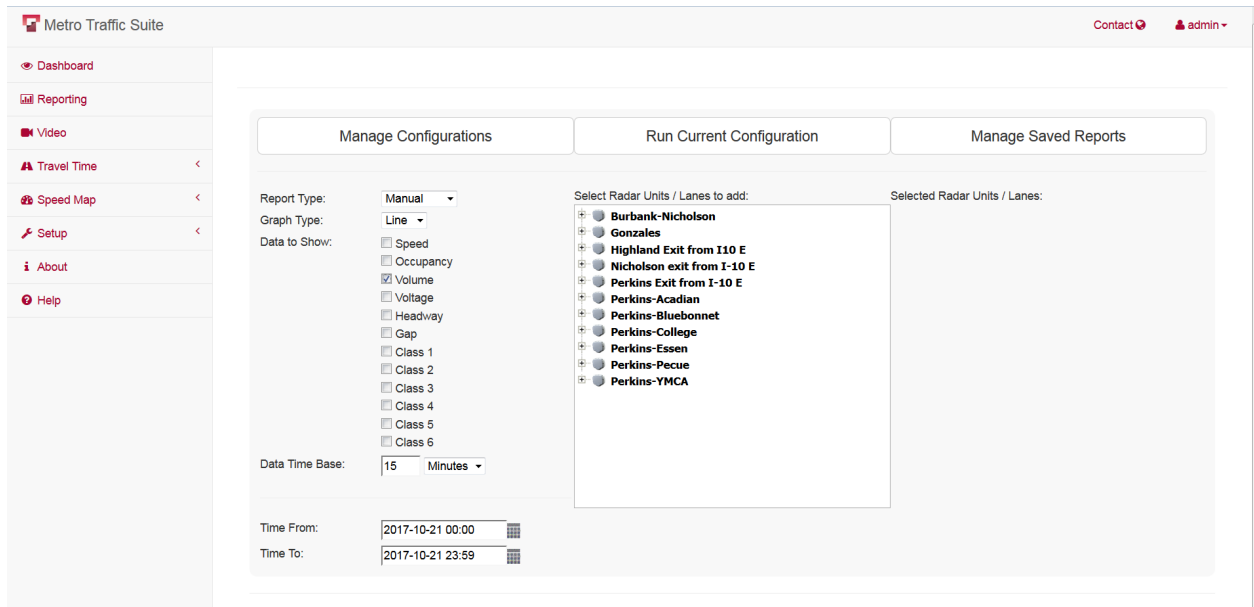 Metro Traffic Suite
Contact
admin
Dashboard
Reporting
Video
Travel Time
Speed Map
Setup
About
Help
Manage Configurations
Run Current Configuration
Manage Saved Reports
Report Type:
Manual
Graph Type:
Line
Data to Show:
Speed
Occupancy
Volume
Voltage
Headway
Gap
Class 1
Class 2
Class 3
Class 4
Class 5
Class 6
Data Time Base:
15 Minutes
Time From:
2017-10-21 00:00
Time To:
2017-10-21 23:59
Select Radar Units / Lanes to add:
Burbank-Nicholson
Gonzales
Highland Exit from I10 E
Nicholson exit from I-10 E
Perkins Exit from I-10 E
Perkins-Acadian
Perkins-Bluebonnet
Perkins-College
Perkins-Essen
Perkins-Pecue
Perkins-YMCA
Selected Radar Units / Lanes: